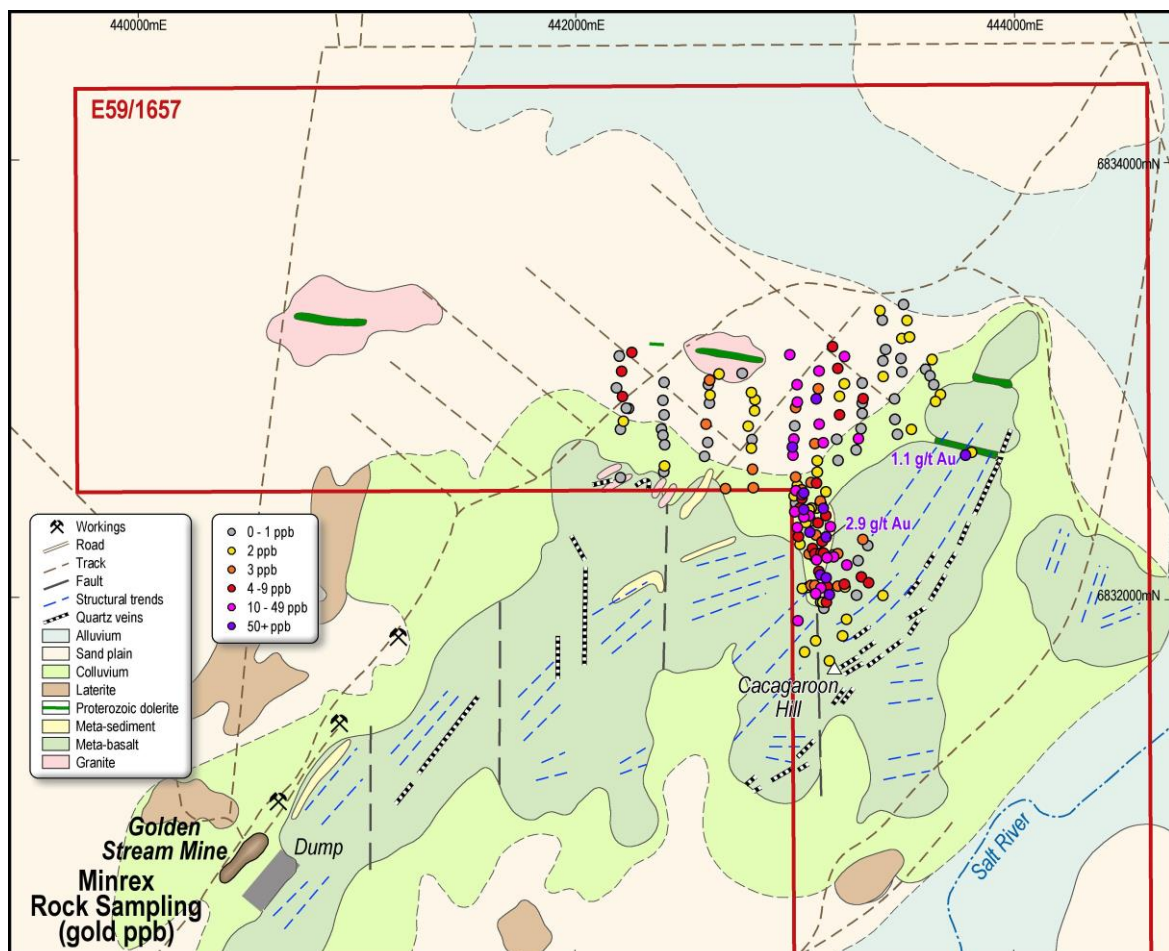 440000mE
442000mE
444000mE
E59/1657
6834000mN
1.1 g/t Au
2.9 g/t Au
6832000mN
Workings
Road
Track
Fault
Structural trends
Quartz veins
Alluvium
Sand plain
Colluvium
Laterite
Proterozoic dolerite
Meta-sediment
Meta-basalt
Granite
0 - 1 ppb
2 ppb
3 ppb
4 -9 ppb
10 - 49 ppb
50+ ppb
Cacagaroon
Hill
Salt River
Golden
Stream Mine
Dump
Minrex
Rock Sampling
(gold ppb)